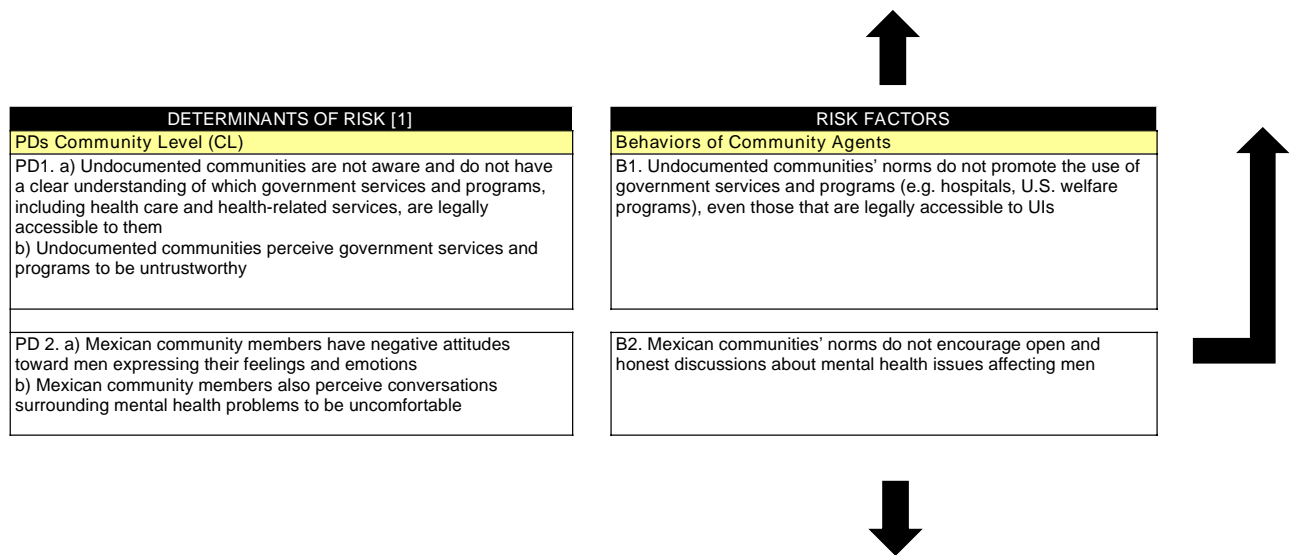 DETERMINANTS OF RISK [1]
PDs Community Level (CL)
PD1. a) Undocumented communities are not aware and do not have
a clear understanding of which government services and programs,
including health care and health-related services, are legally
accessible to them
b) Undocumented communities perceive government services and
programs to be untrustworthy
PD 2. a) Mexican community members have negative attitudes
toward men expressing their feelings and emotions
b) Mexican community members also perceive conversations
surrounding mental health problems to be uncomfortable
RISK FACTORS
Behaviors of Community Agents
B1. Undocumented communities’ norms do not promote the use of
government services and programs (e.g. hospitals, U.S. welfare
programs), even those that are legally accessible to UIs
B2. Mexican communities’ norms do not encourage open and
honest discussions about mental health issues affecting men